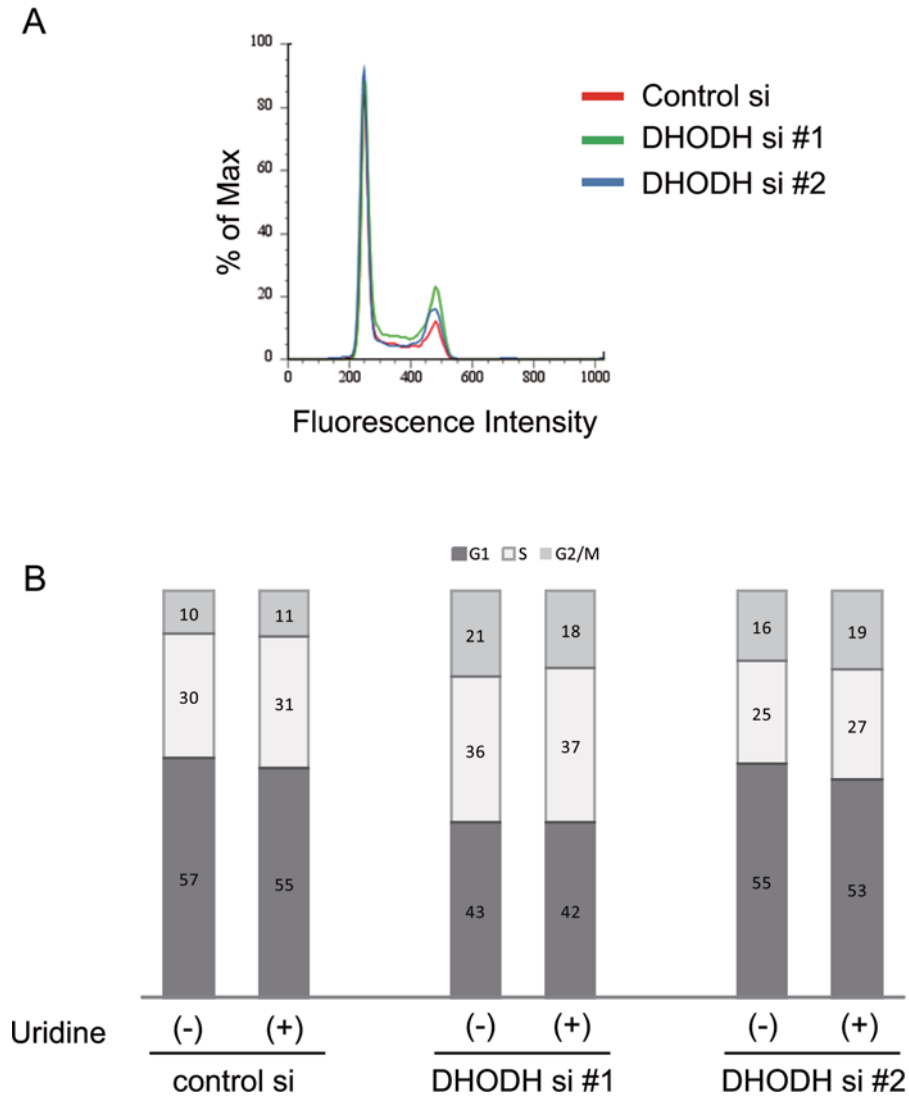 A
100
80
60
40
20
0
% of Max
0 200 400 600 800 1000
Fluorescence Intensity
Control si
DHODH si #1
DHODH si #2
B
G1 S G2/M
10 11 21 18 16 19
30 31 36 37 25 27
57 55 43 42 55 53
Uridine (-) (+) (-) (+) (-) (+)
control si DHODH si #1 DHODH si #2